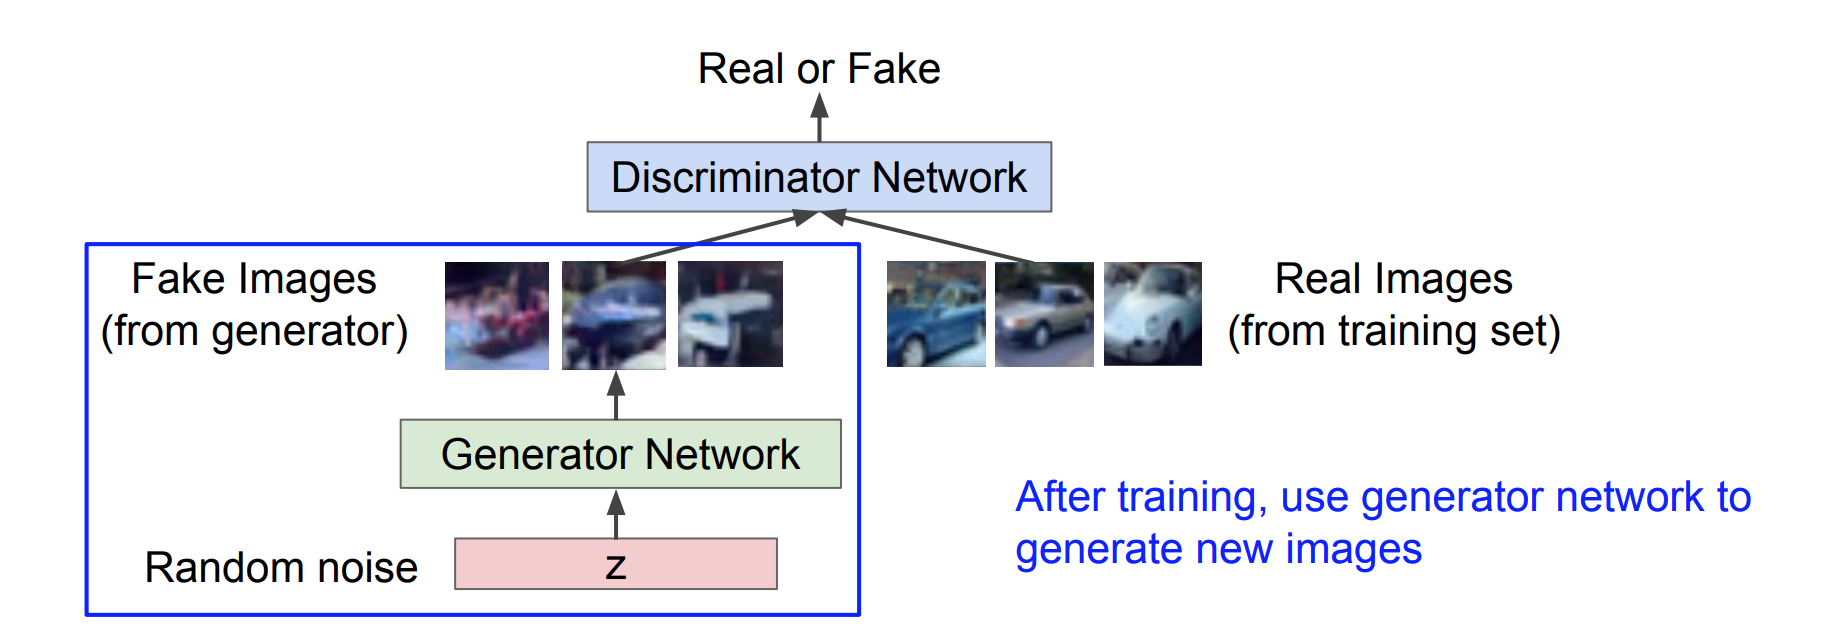 Real or Fake
Discriminator Network
Fake Images
(from generator)
Real Images
(from training set)
Generator Network
After training, use generator network to
generate new images
Random noise
z